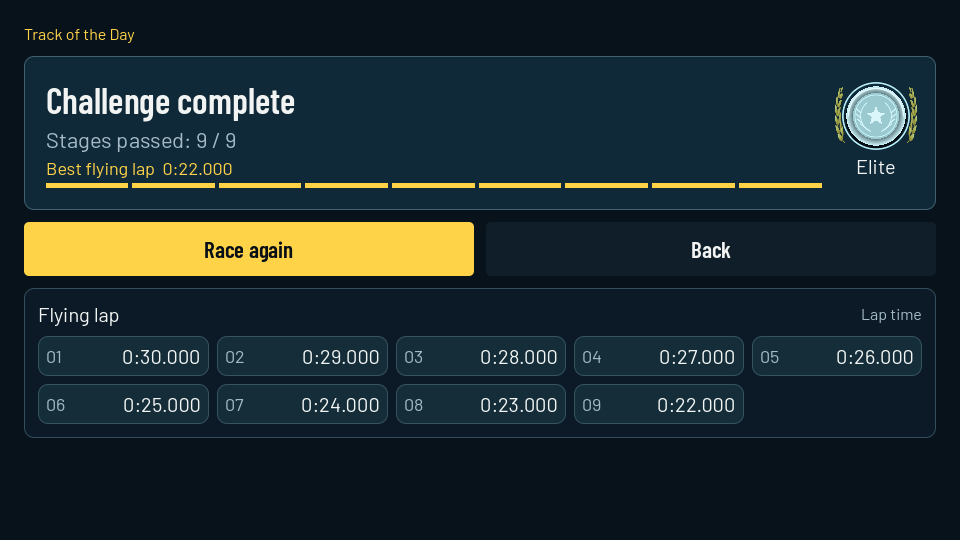 Track of the Day
Challenge complete
Stages passed: 9 / 9
Best flying lap 0:22.000
Elite
Race again
Back
Flying lap
Lap time
01 0:30.000
02 0:29.000
03 0:28.000
04 0:27.000
05 0:26.000
06 0:25.000
07 0:24.000
08 0:23.000
09 0:22.000